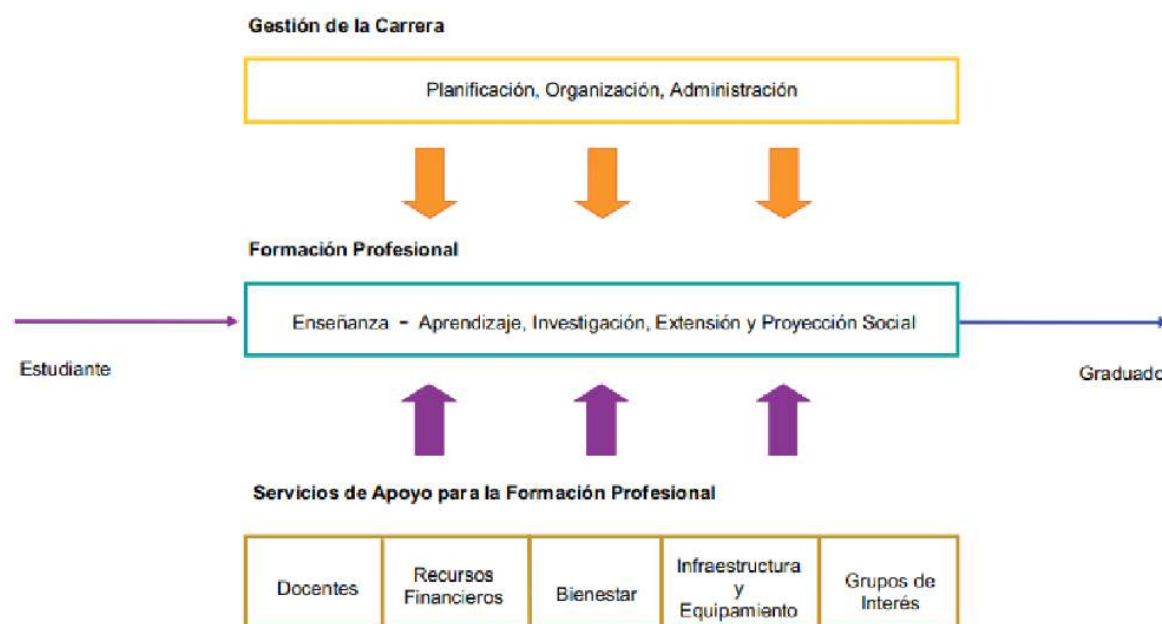 Gestión de la Carrera
Planificación, Organización, Administración
Formación Profesional
Enseñanza - Aprendizaje, Investigación, Extensión y Proyección Social
Estudiante
Graduado
Servicios de Apoyo para la Formación Profesional
Docentes
Recursos
Financieros
Bienestar
Infraestructura
y
Equipamiento
Grupos de
Interés